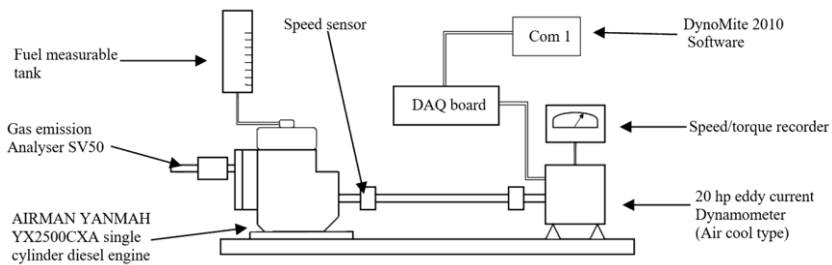 Fuel measurable
tank
Speed sensor
Com 1
DynoMite 2010
Software
DAQ board
Gas emission
Analyser SV50
Speed/torque recorder
AIRMAN YANMAH
YX2500CXA single
cylinder diesel engine
20 hp eddy current
Dynamometer
(Air cool type)